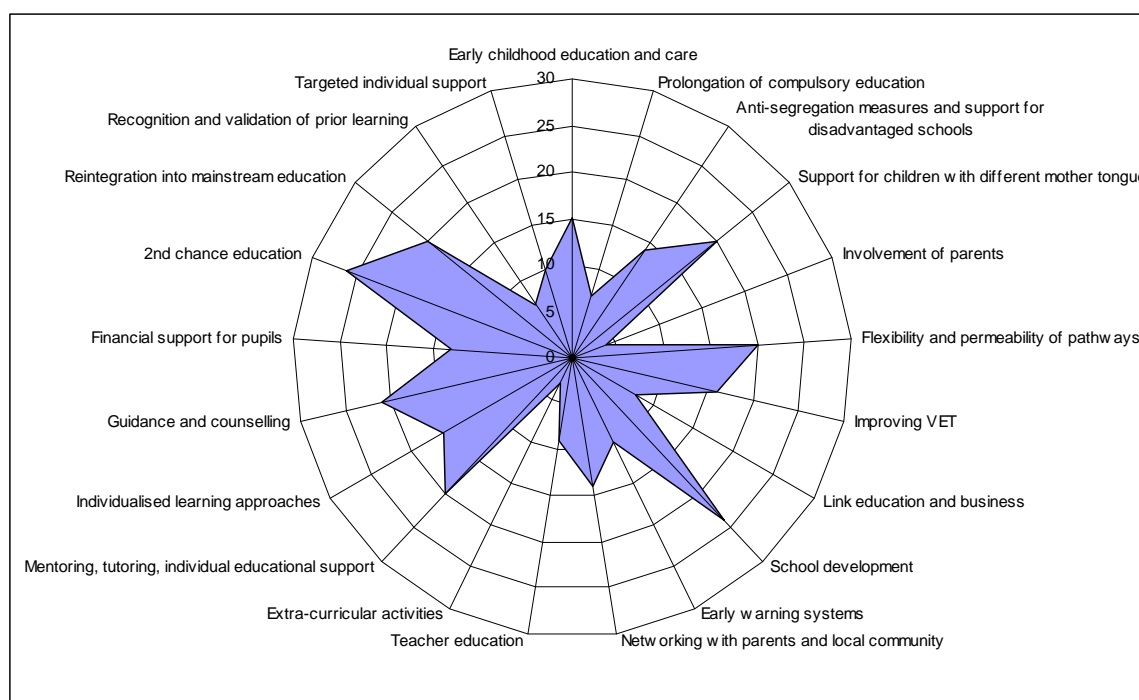 Early childhood education and care
30
Targeted individual support
Prolongation of compulsory education
Anti-segregation measures and support for
disadvantaged schools
Recognition and validation of prior learning
25
20
Reintegration into mainstream education
Support for children with different mother tongue
15
2nd chance education
Involvement of parents
10
5
Financial support for pupils
Flexibility and permeability of pathways
0
Guidance and counselling
Improving VET
Individualised learning approaches
Link education and business
Mentoring, tutoring, individual educational support
School development
Extra-curricular activities
Early warning systems
Teacher education
Networking with parents and local community